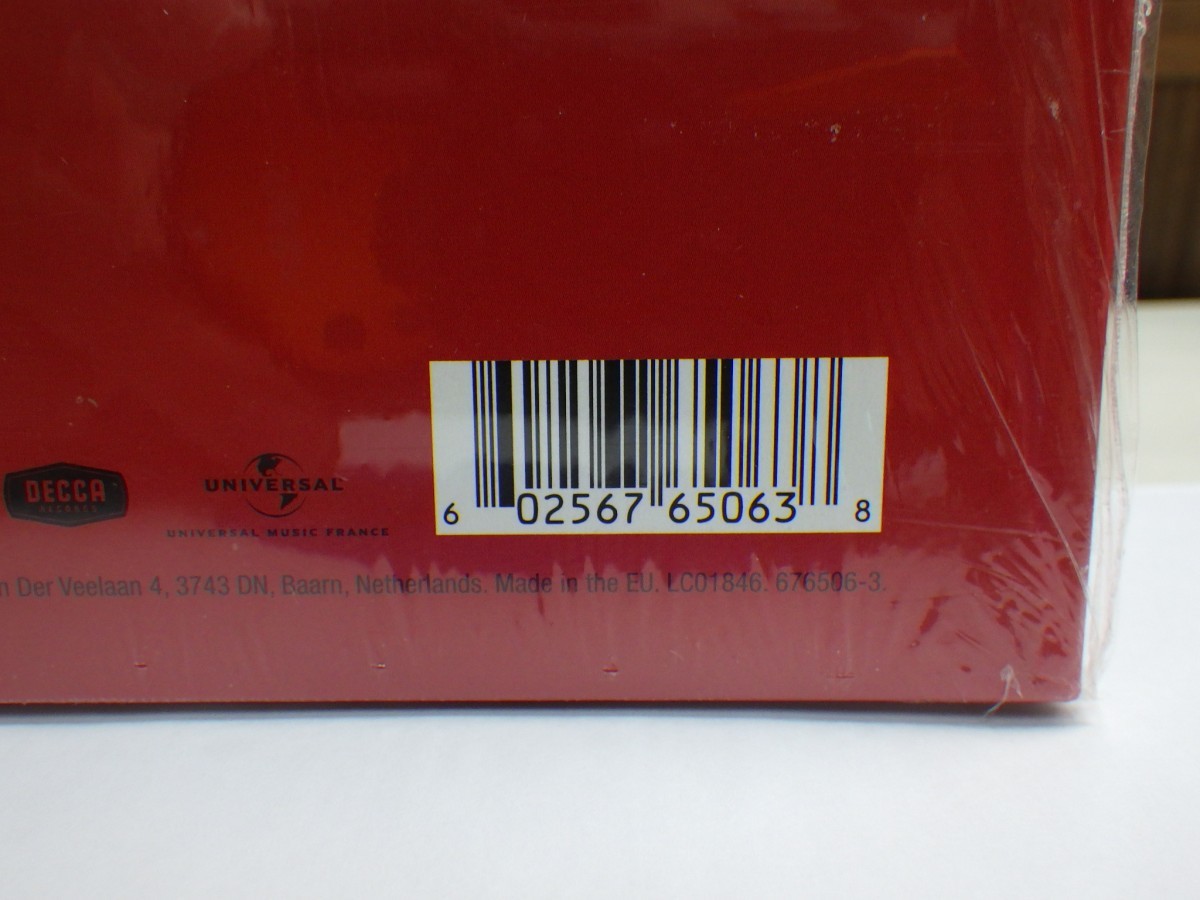 DECCA
RECORDS
UNIVERSAL
UNIVERSAL MUSIC FRANCE
6 02567 65063 8
n Der Veelaan 4, 3743 DN, Baarn, Netherlands. Made in the EU. LC01846. 676506-3.